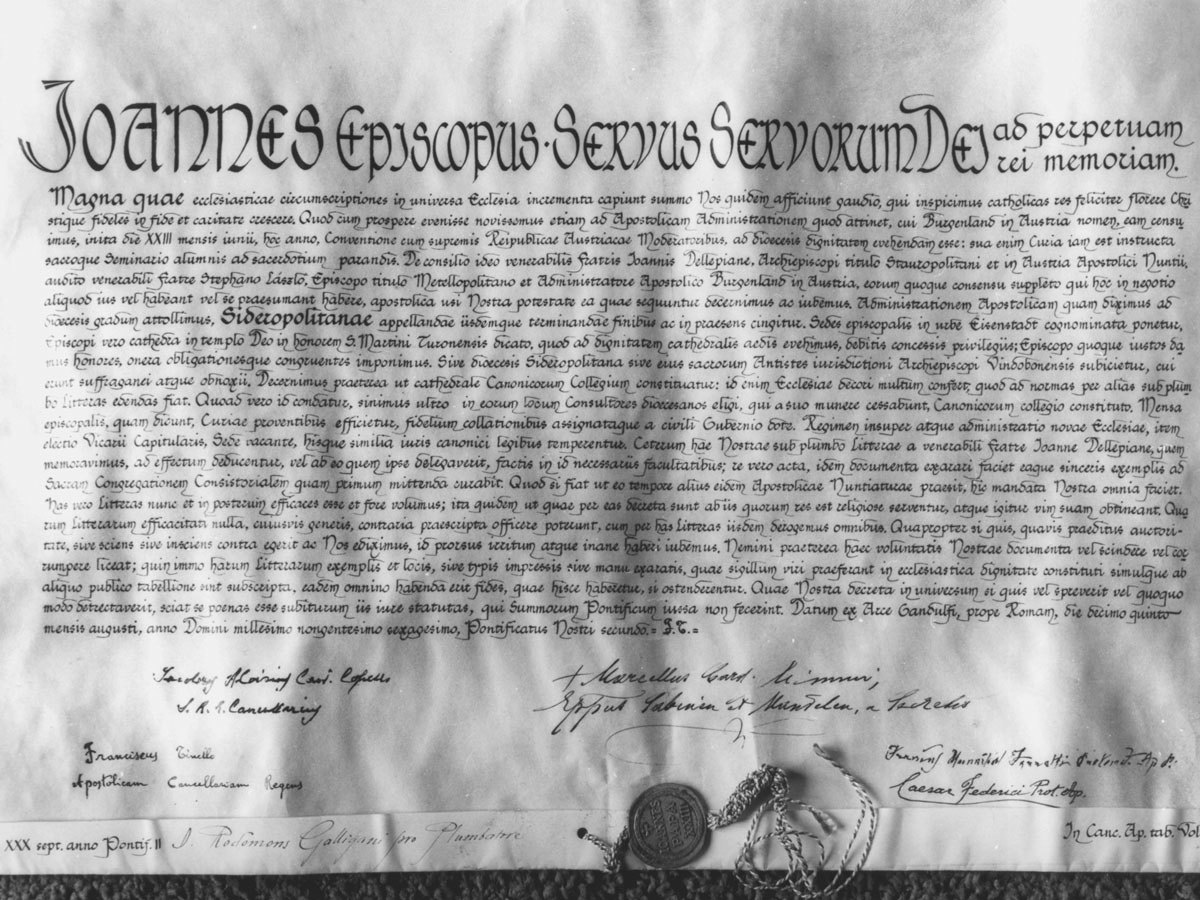 JOANNES EPISCOPUS · SERVUS SERVORUM DEI ad perpetuam
rei memoriam.
Magna quae ecclesiasticae circumscriptiones in universa Ecclesia incrementa capiunt summo Nos quidem afficiunt gaudio, qui inspicimus catholicas res feliciter florere Chri
stique fideles in fide et caritate crescere. Quod cum prospere evenisse novissemus etiam ad Apostolicam Administrationem quod attinet, cui Burgenland in Austria nomen, eam censu
imus, inita die XXIII mensis iunii, hoc anno, Conventione cum supremis Reipublicae Austriacae Moderatoribus, ad dioecesis dignitatem evehendam esse: sua enim Curia iam est instructa
sacroque Seminario alumnis ad sacerdotium parandis. De consilio ideo venerabilis fratris Ioannis Dellepiane, Archiepiscopi titulo Stauropolitani et in Austria Apostolici Nuntii,
audito venerabili fratre Stephano László, Episcopo titulo Metellopolitano et Administratore Apostolico Burgenland in Austria, eorum quoque consensu suppleto qui hoc in negotio
aliquod ius vel habeant vel se praesumant habere, apostolica usi Nostra potestate ea quae sequuntur decernimus ac iubemus. Administrationem Apostolicam quam diximus ad
dioecesis gradum attollimus, Sideropolitanae appellandae iisdemque terminandae finibus ac in praesens cingitur. Sedes episcopalis in urbe Eisenstadt cognominata ponetur,
Episcopi vero cathedra in templo Deo in honorem S. Martini Turonensis dicato, quod ad dignitatem cathedralis aedis evehimus, debitis concessis privilegiis; Episcopo quoque iustos da
mus honores, onera obligationesque congruentes imponimus. Sive dioecesis Sideropolitana sive eius sacrorum Antistes iurisdictioni Archiepiscopi Vindobonensis subicietur, cui
erunt suffraganei atque obnoxii. Decernimus praeterea ut cathedrale Canonicorum Collegium constituatur: id enim Ecclesiae decori multum confert; quod ad normas per alias sub plum
bo Litteras edendas fiat. Quoad vero id condatur, sinimus ultro in eorum locum Consultores dioecesanos eligi, qui a suo munere cessabunt, Canonicorum collegio constituto. Mensa
episcopalis, quam dicunt, Curiae proventibus efficietur, fidelium collationibus assignataque a civili Gubernio dote. Regimen insuper atque administratio novae Ecclesiae, item
electio Vicarii Capitularis, Sede vacante, hisque similia iuris canonici legibus temperentur. Ceterum hae Nostrae sub plumbo Litterae a venerabili fratre Ioanne Dellepiane, quem
memoravimus, ad effectum deducentur, vel ab eo quem ipse delegaverit, factis in id necessariis facultatibus; re vero acta, idem documenta exarari faciet eaque sinceris exemplis ad
Sacram Congregationem Consistorialem quam primum mittenda curabit. Quod si fiat ut eo tempore alius eidem Apostolicae Nuntiaturae praesit, hic mandata Nostra omnia faciet.
Has vero Litteras nunc et in posterum efficaces esse et fore volumus; ita quidem ut quae per eas decreta sunt ab iis quorum res est religiose serventur, atque igitur vim suam obtineant. Qua
rum Litterarum efficacitati nulla, cuiusvis generis, contraria praescripta officere poterunt, cum per has Litteras iisdem derogemus omnibus. Quapropter si quis, quavis praeditus auctori-
tate, sive sciens sive insciens contra egerit ac Nos ediximus, id prorsus irritum atque inane haberi iubemus. Nemini praeterea haec voluntatis Nostrae documenta vel scindere vel cor
rumpere liceat; quin immo harum Litterarum exemplis et locis, sive typis impressis sive manu exaratis, quae sigillum viri praeferant in ecclesiastica dignitate constituti simulque ab
aliquo publico tabellione sint subscripta, eadem omnino habenda erit fides, quae hisce haberetur, si ostenderentur. Quae Nostra decreta in universum si quis vel spreverit vel quoquo
modo detrectaverit, sciat se poenas esse subiturum iis iure statutas, qui Summorum Pontificum iussa non fecerint. Datum ex Arce Gandulfi, prope Romam, die decimo quinto
mensis augusti, anno Domini millesimo nongentesimo sexagesimo, Pontificatus Nostri secundo.= J.T.=
Iacobus Aloisius Card. Copello
S. R. E. Cancellarius
+ Marcellus Card. Mimmi,
Eppus Sabinen et Mandelen, a Secretis
Franciscus Tinello
Apostolicam Cancellariam Regens
Caesar Federici Prot. Ap.
XXX sept. anno Pontif. II J. Rodomons Galligani pro Plumbatore
In Canc. Ap. tab. Vol